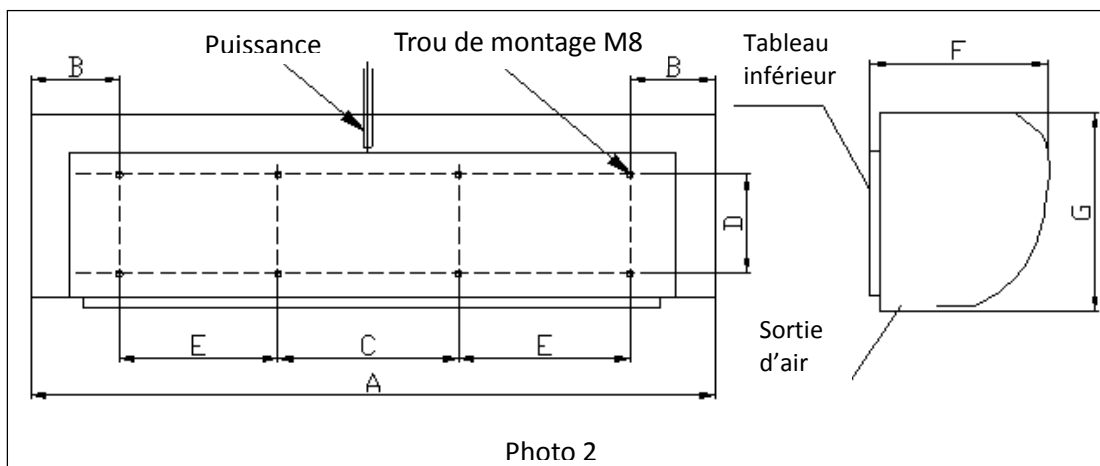 Puissance
Trou de montage M8
Tableau
inférieur
B
B
F
D
G
E
C
E
A
Sortie
d’air
Photo 2